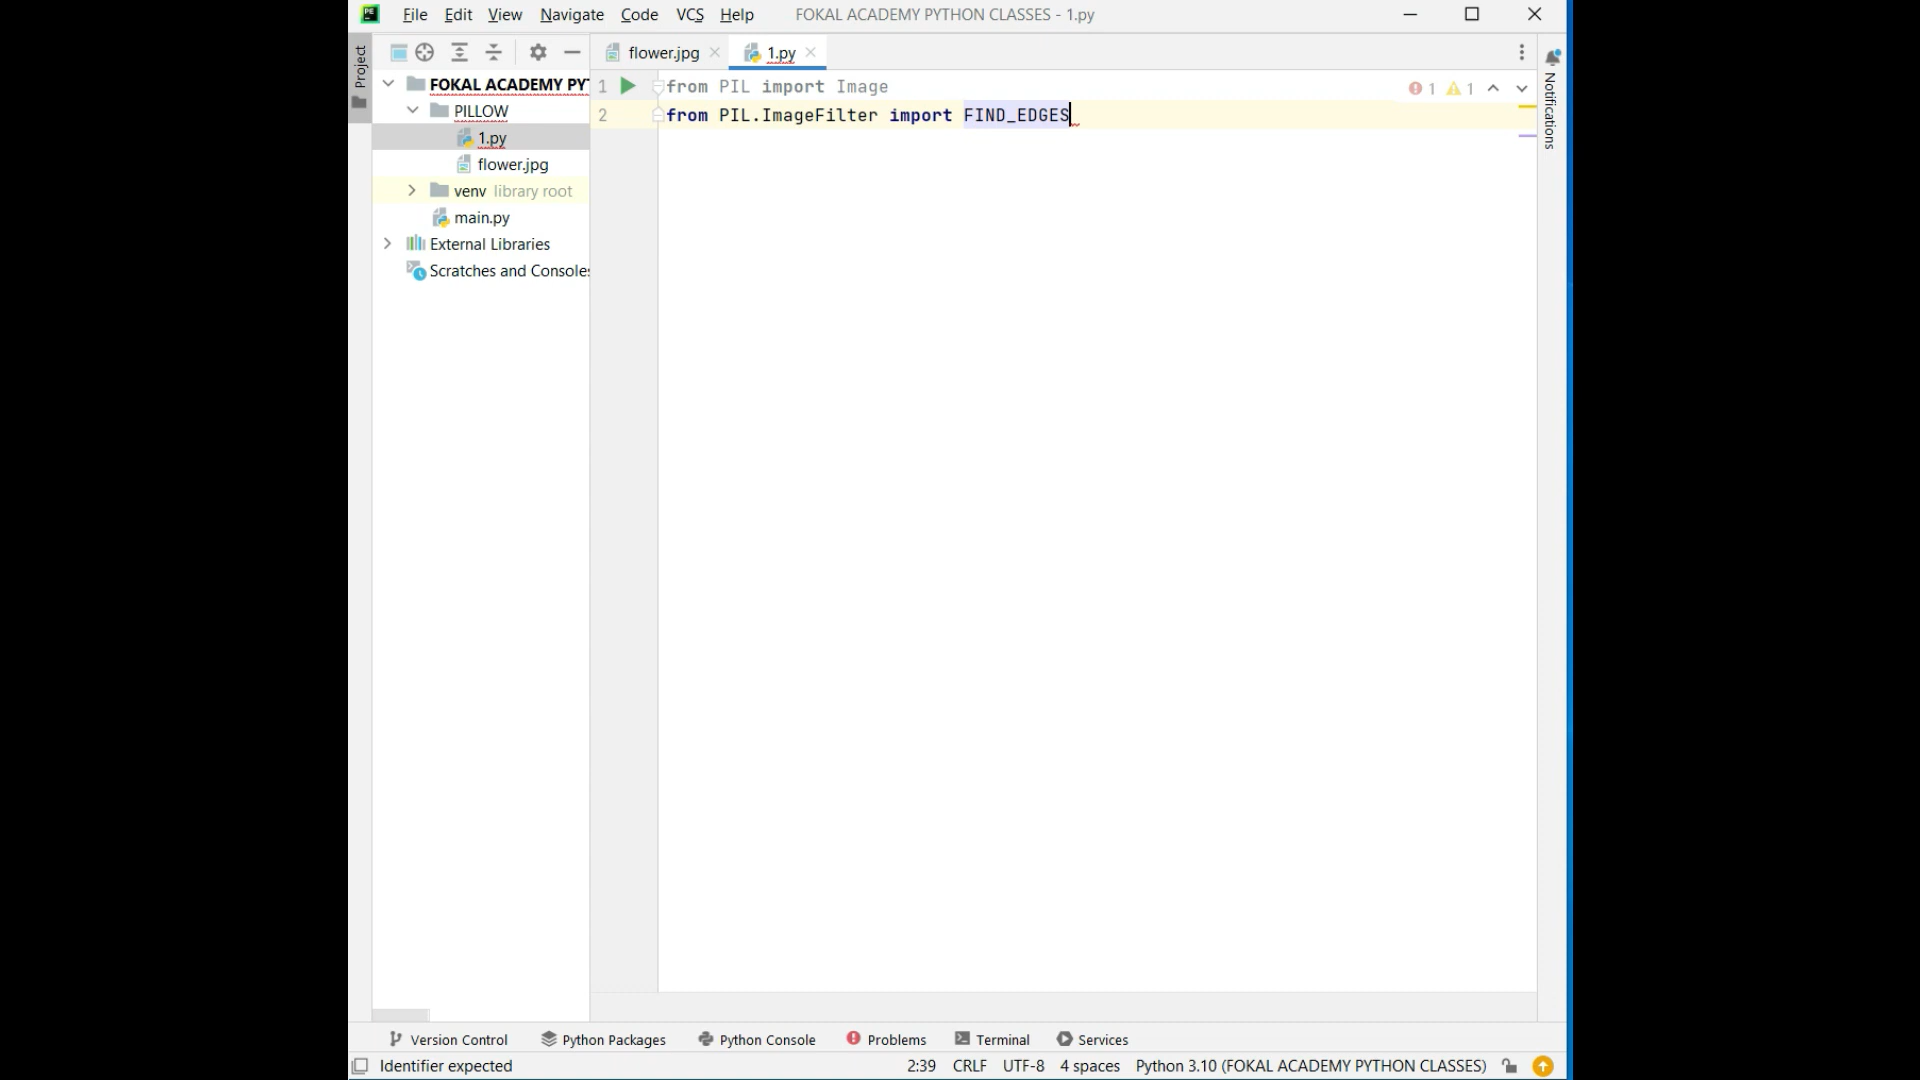 File Edit View Navigate Code VCS Help FOKAL ACADEMY PYTHON CLASSES - 1.py
Project
flower.jpg 1.py
FOKAL ACADEMY PY
PILLOW
1.py
flower.jpg
venv library root
main.py
External Libraries
Scratches and Consoles
1 from PIL import Image
1 1
2 from PIL.ImageFilter import FIND_EDGES
Notifications
Version Control Python Packages Python Console Problems Terminal Services
Identifier expected 2:39 CRLF UTF-8 4 spaces Python 3.10 (FOKAL ACADEMY PYTHON CLASSES)